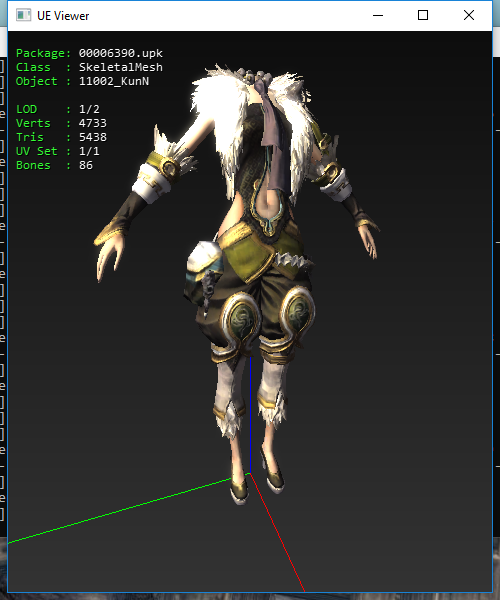 UE Viewer
Package: 00006390.upk
Class : SkeletalMesh
Object : 11002_KunN
LOD : 1/2
Verts : 4733
Tris : 5438
UV Set : 1/1
Bones : 86